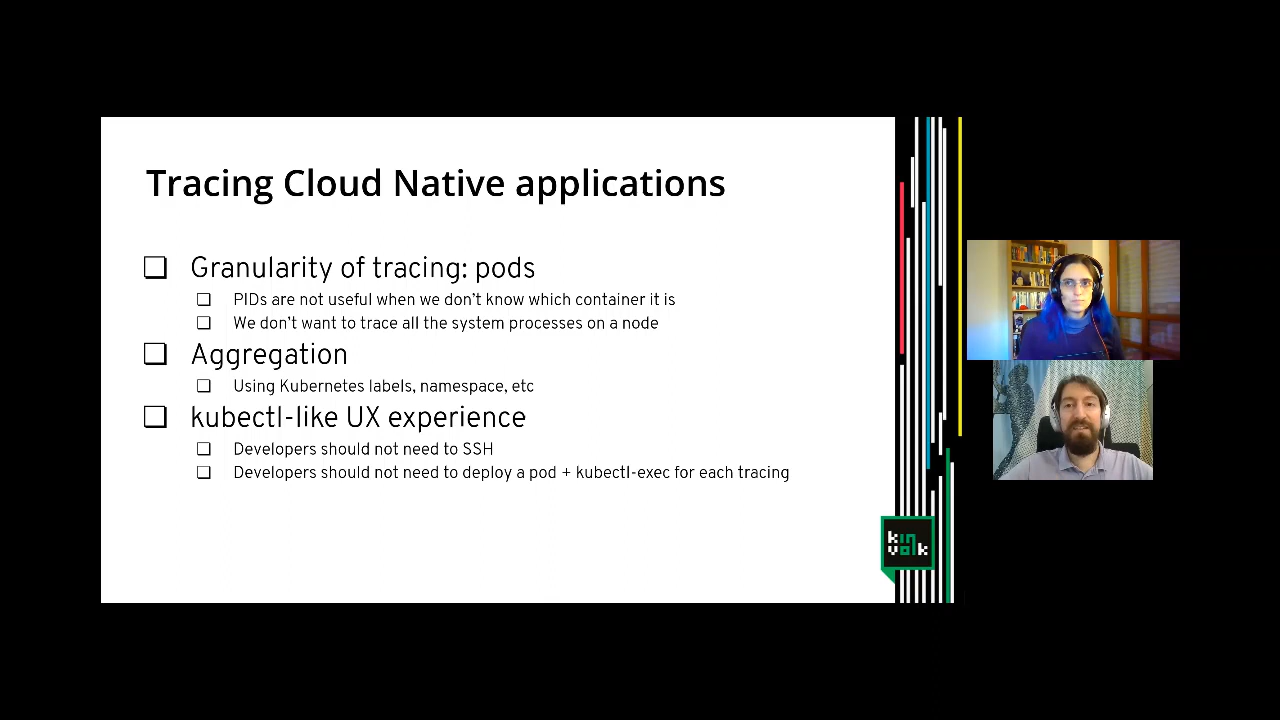 Tracing Cloud Native applications
Granularity of tracing: pods
PIDs are not useful when we don't know which container it is
We don't want to trace all the system processes on a node
Aggregation
Using Kubernetes labels, namespace, etc
kubectl-like UX experience
Developers should not need to SSH
Developers should not need to deploy a pod + kubectl-exec for each tracing
kin
volk